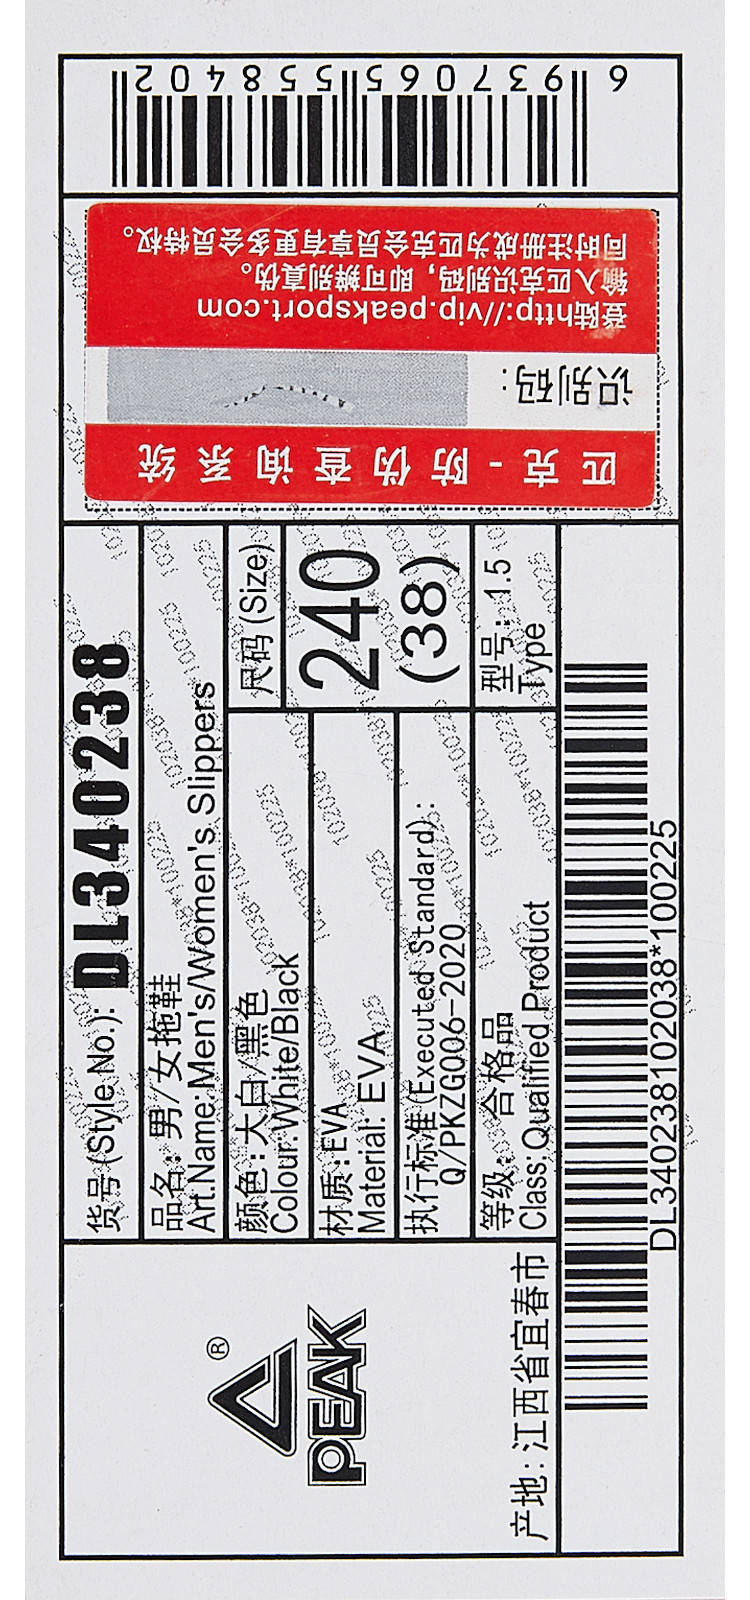 6937065558402
匹克-防伪查询系统
识别码:
登陆http://vip.peaksport.com
输入匹克识别码，即可辨别真伪。
同时注册成为匹克会员享有更多会员特权。
货号(Style No.): DL340238
品名: 男/女拖鞋
Art.Name:Men's/Women's Slippers
颜色: 大白/黑色
Colour:White/Black
尺码(Size)
240
(38)
材质:EVA
Material: EVA
执行标准(Executed Standard):
Q/PKZG006-2020
型号: 1.5
Type
等级: 合格品
Class:Qualified Product
PEAK®
产地: 江西省宜春市
DL340238102038*100225